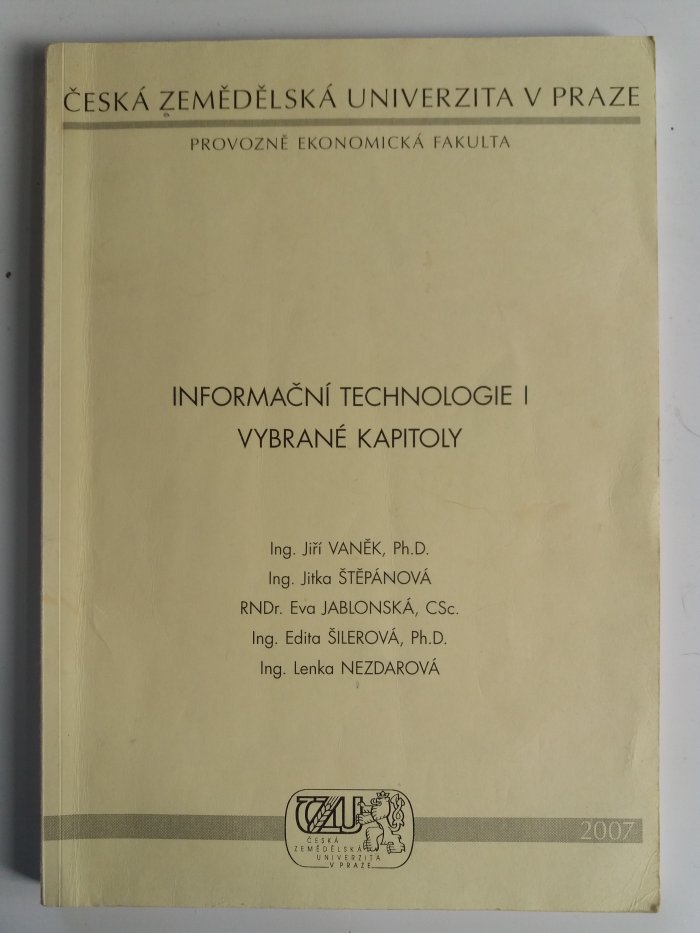 ČESKÁ ZEMĚDĚLSKÁ UNIVERZITA V PRAZE
PROVOZNĚ EKONOMICKÁ FAKULTA
INFORMAČNÍ TECHNOLOGIE I
VYBRANÉ KAPITOLY
Ing. Jiří VANĚK, Ph.D.
Ing. Jitka ŠTĚPÁNOVÁ
RNDr. Eva JABLONSKÁ, CSc.
Ing. Edita ŠILEROVÁ, Ph.D.
Ing. Lenka NEZDAROVÁ
ČZU
ČESKÁ
ZEMĚDĚLSKÁ
UNIVERZITA
V PRAZE
2007